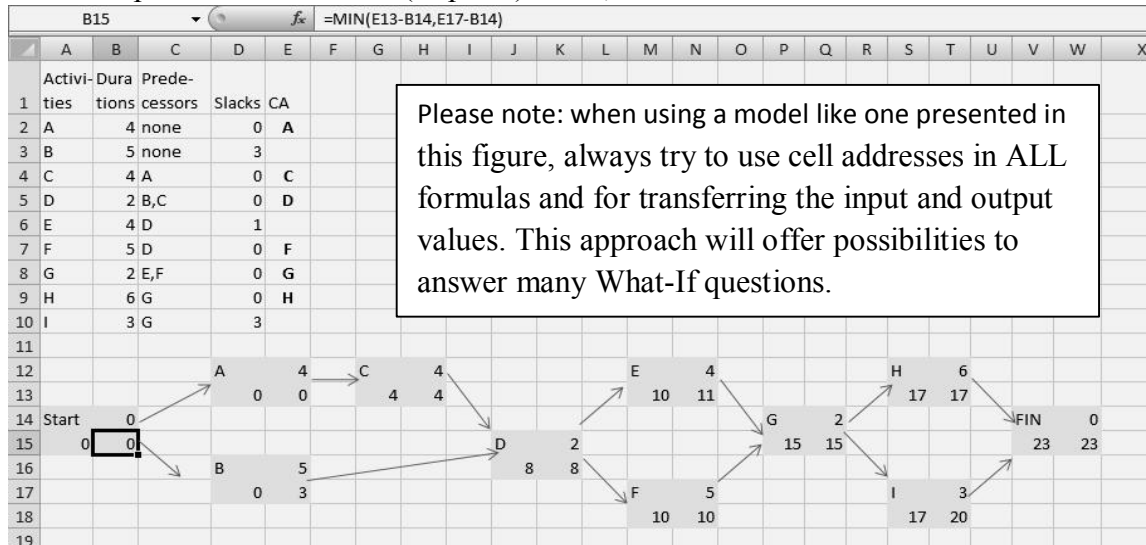 B15 fx =MIN(E13-B14,E17-B14)
A B C D E F G H I J K L M N O P Q R S T U V W X
Activi- Dura Prede-
1 ties tions cessors Slacks CA
2 A 4 none 0 A
3 B 5 none 3
4 C 4 A 0 C
5 D 2 B,C 0 D
6 E 4 D 1
7 F 5 D 0 F
8 G 2 E,F 0 G
9 H 6 G 0 H
10 I 3 G 3
Please note: when using a model like one presented in
this figure, always try to use cell addresses in ALL
formulas and for transferring the input and output
values. This approach will offer possibilities to
answer many What-If questions.
11
12 A 4 C 4 E 4 H 6
13 0 0 4 4 10 11 17 17
14 Start 0 G 2 FIN 0
15 0 0 D 2 15 15 23 23
16 B 5 8 8
17 0 3 F 5 I 3
18 10 10 17 20
19